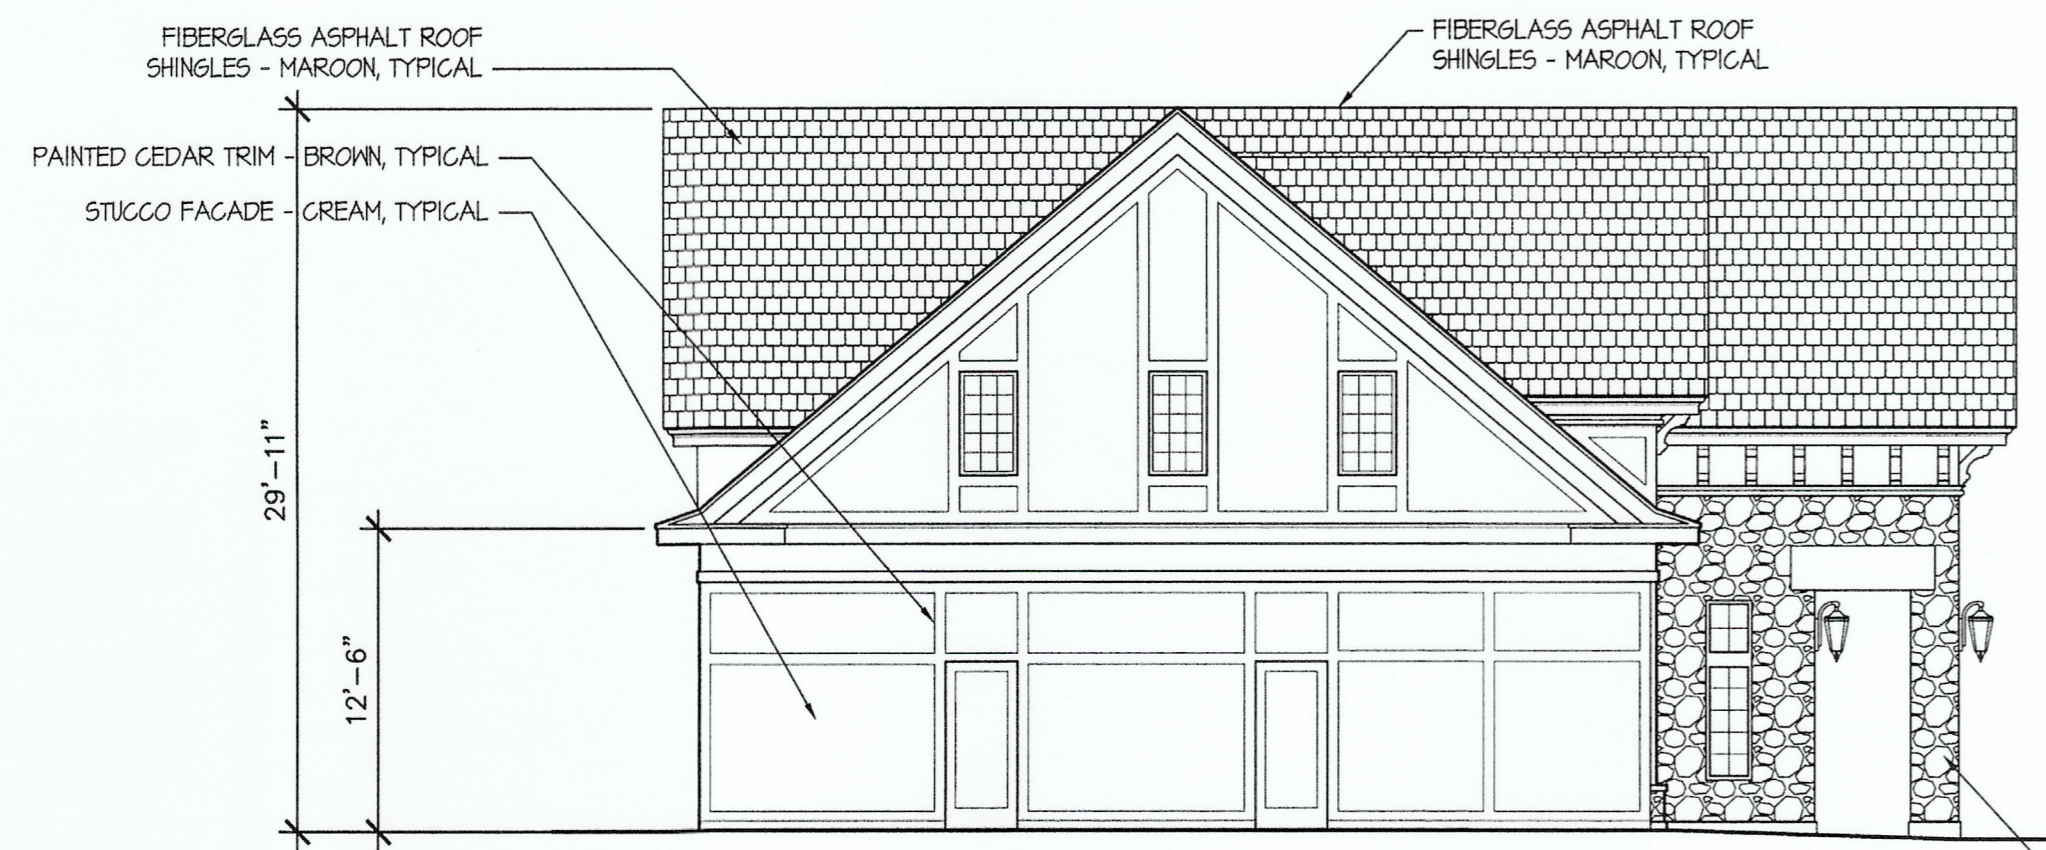 FIBERGLASS ASPHALT ROOF
SHINGLES - MAROON, TYPICAL
FIBERGLASS ASPHALT ROOF
SHINGLES - MAROON, TYPICAL
PAINTED CEDAR TRIM - BROWN, TYPICAL
STUCCO FACADE - CREAM, TYPICAL
29'-11"
12'-6"